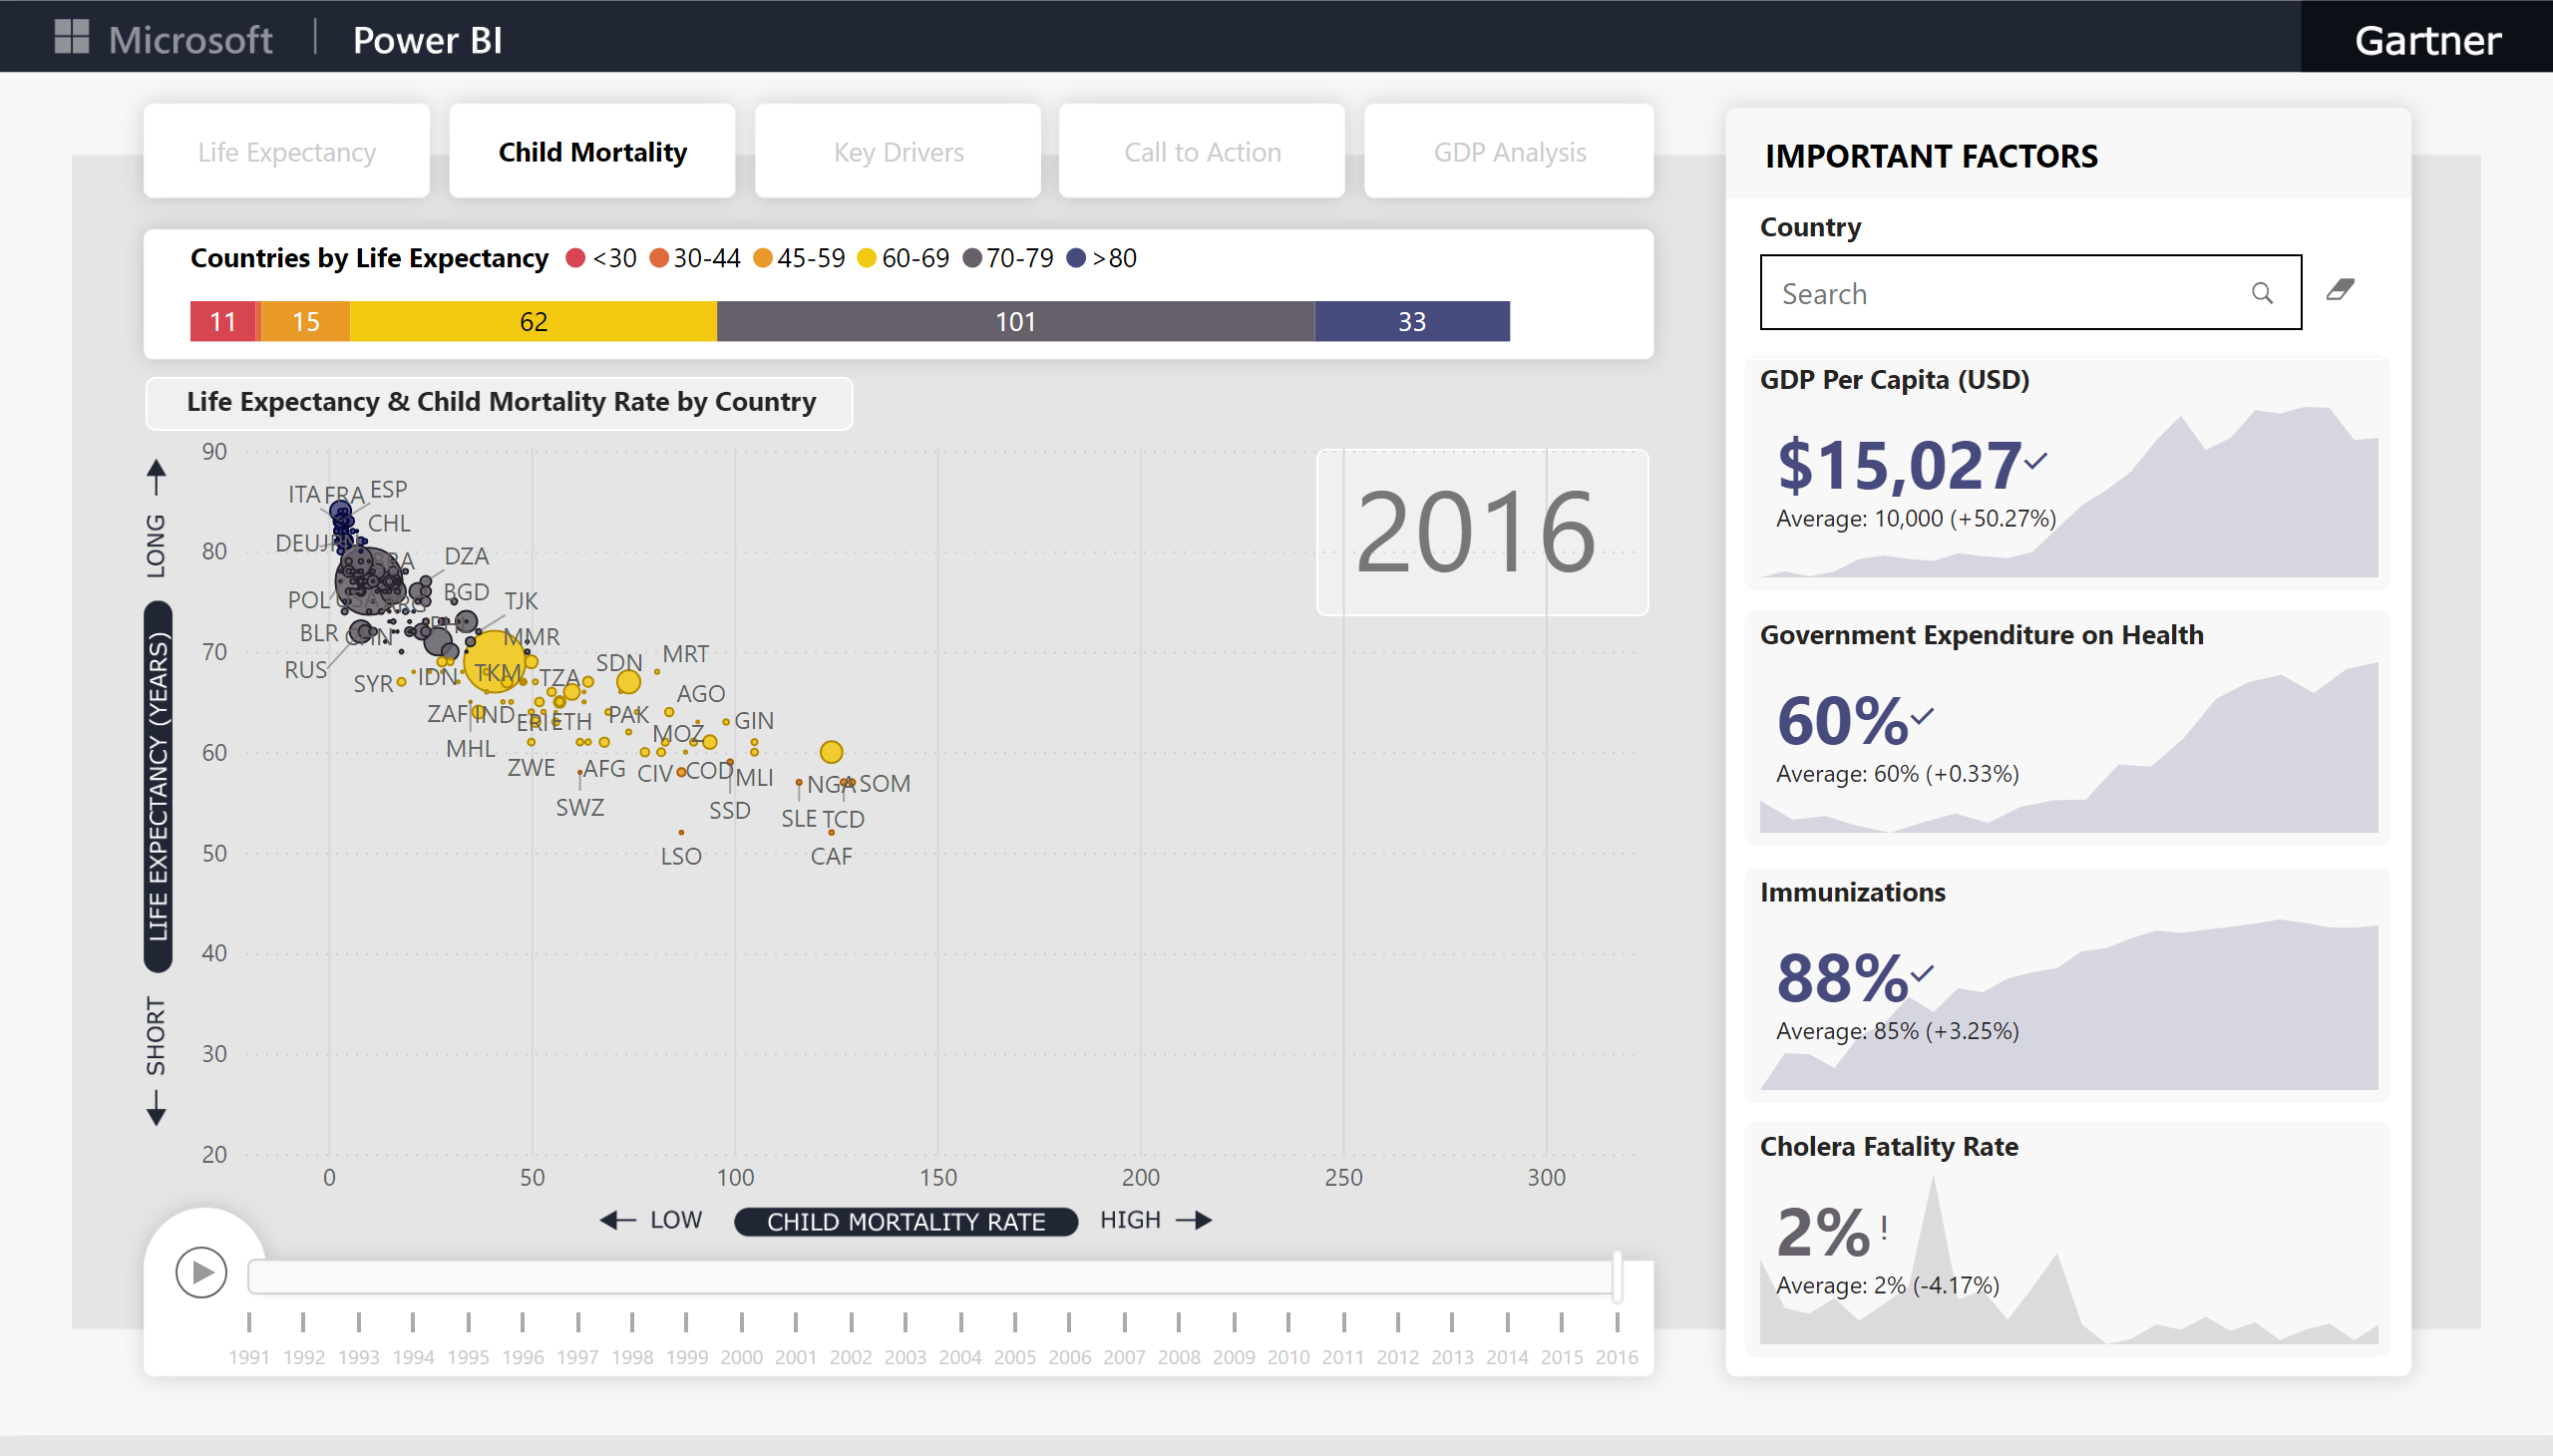 Microsoft | Power BI
Gartner
Life Expectancy
Child Mortality
Key Drivers
Call to Action
GDP Analysis
Countries by Life Expectancy <30 30-44 45-59 60-69 70-79 >80
11 15 62 101 33
Life Expectancy & Child Mortality Rate by Country
2016
LONG
LIFE EXPECTANCY (YEARS)
SHORT
90
80
70
60
50
40
30
20
ITA FRA ESP
CHL
DEU
DZA
POL
BGD
TJK
BLR
CHN
MMR
RUS
SYR
IDN
TKM
TZA
SDN
MRT
ZAF
IND
ERI
ETH
PAK
AGO
MHL
MOZ
GIN
ZWE
AFG
CIV
COD
MLI
NGA
SOM
SWZ
SSD
SLE
TCD
LSO
CAF
0 50 100 150 200 250 300
LOW
CHILD MORTALITY RATE
HIGH
1991 1992 1993 1994 1995 1996 1997 1998 1999 2000 2001 2002 2003 2004 2005 2006 2007 2008 2009 2010 2011 2012 2013 2014 2015 2016
IMPORTANT FACTORS
Country
Search
GDP Per Capita (USD)
$15,027
Average: 10,000 (+50.27%)
Government Expenditure on Health
60%
Average: 60% (+0.33%)
Immunizations
88%
Average: 85% (+3.25%)
Cholera Fatality Rate
2% !
Average: 2% (-4.17%)